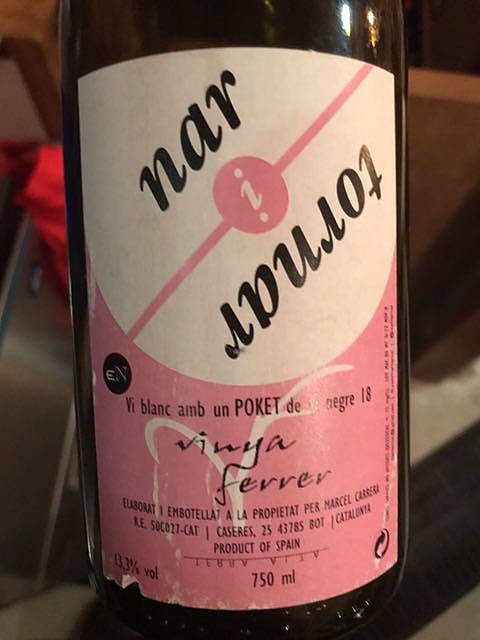 nar
i
tornar
EN
Vi blanc amb un POKET de negre 18
vinya
ferrer
ELABORAT I EMBOTELLAT A LA PROPIETAT PER MARCEL CARRERA
R.E. 50C027-CAT | CASERES, 25 43785 BOT | CATALUNYA
PRODUCT OF SPAIN
13,3% vol
750 ml